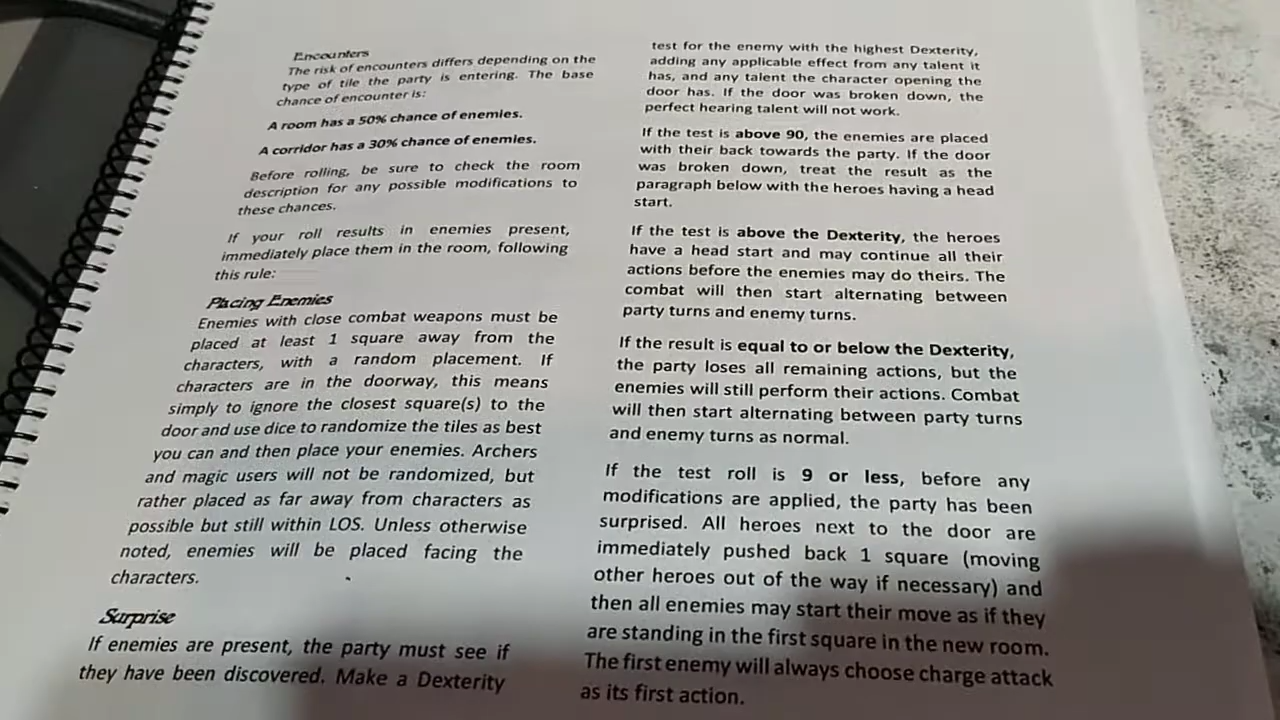 Encounters
The risk of encounters differs depending on the
type of tile the party is entering. The base
chance of encounter is:
A room has a 50% chance of enemies.
A corridor has a 30% chance of enemies.
Before rolling, be sure to check the room
description for any possible modifications to
these chances.
If your roll results in enemies present,
immediately place them in the room, following
this rule:
Placing Enemies
Enemies with close combat weapons must be
placed at least 1 square away from the
characters, with a random placement. If
characters are in the doorway, this means
simply to ignore the closest square(s) to the
door and use dice to randomize the tiles as best
you can and then place your enemies. Archers
and magic users will not be randomized, but
rather placed as far away from characters as
possible but still within LOS. Unless otherwise
noted, enemies will be placed facing the
characters.
Surprise
If enemies are present, the party must see if
they have been discovered. Make a Dexterity
test for the enemy with the highest Dexterity,
adding any applicable effect from any talent it
has, and any talent the character opening the
door has. If the door was broken down, the
perfect hearing talent will not work.
If the test is above 90, the enemies are placed
with their back towards the party. If the door
was broken down, treat the result as the
paragraph below with the heroes having a head
start.
If the test is above the Dexterity, the heroes
have a head start and may continue all their
actions before the enemies may do theirs. The
combat will then start alternating between
party turns and enemy turns.
If the result is equal to or below the Dexterity,
the party loses all remaining actions, but the
enemies will still perform their actions. Combat
will then start alternating between party turns
and enemy turns as normal.
If the test roll is 9 or less, before any
modifications are applied, the party has been
surprised. All heroes next to the door are
immediately pushed back 1 square (moving
other heroes out of the way if necessary) and
then all enemies may start their move as if they
are standing in the first square in the new room.
The first enemy will always choose charge attack
as its first action.